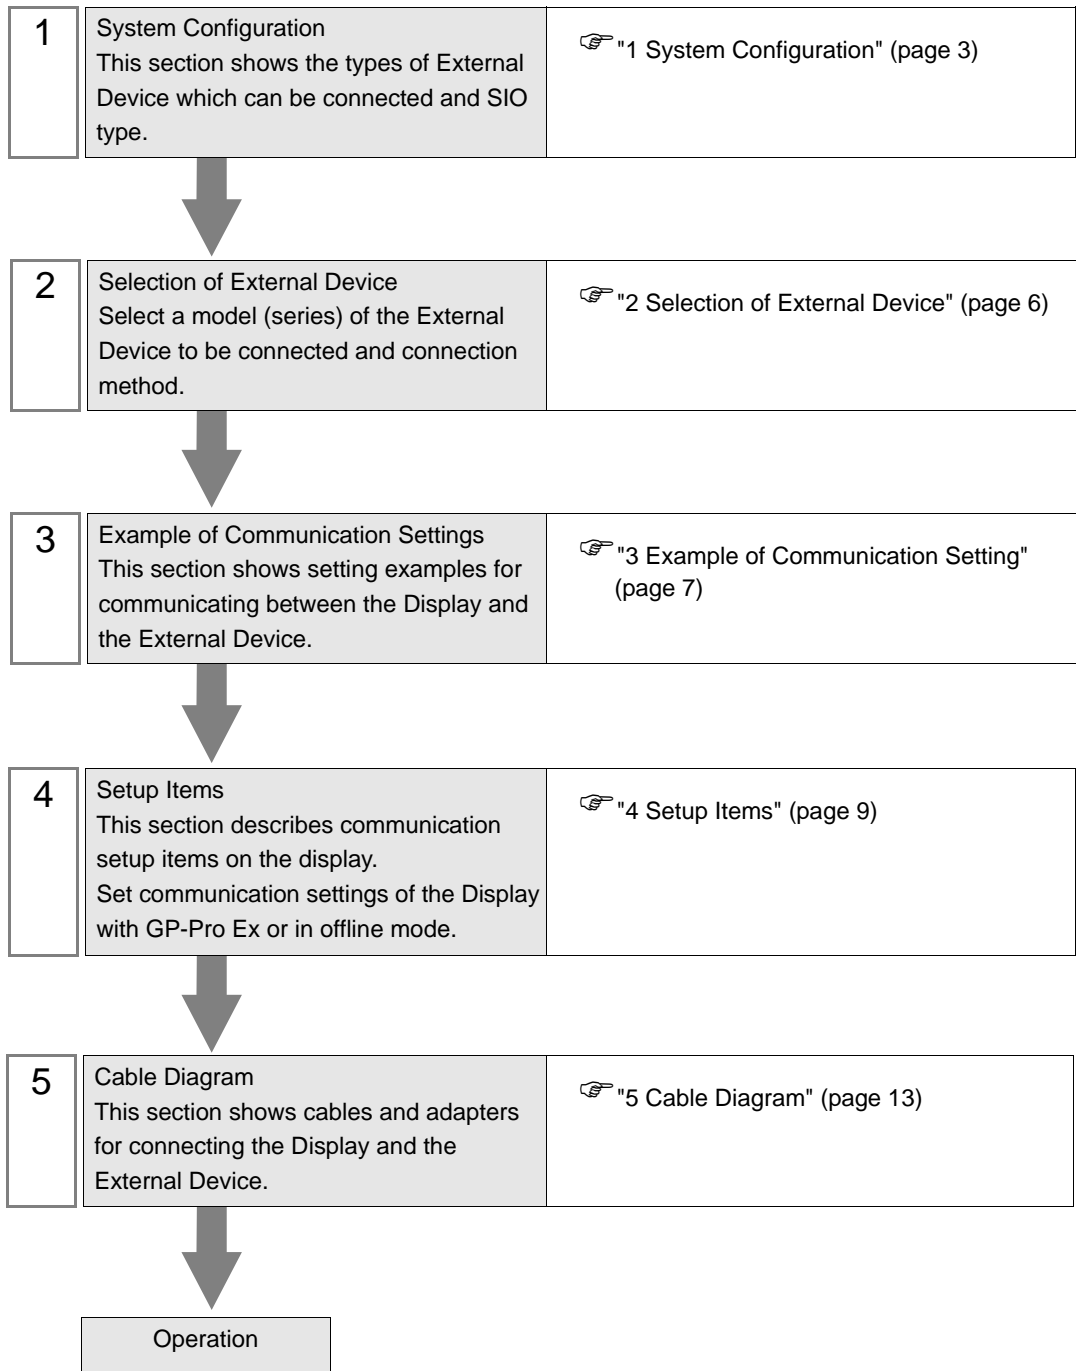 1
System Configuration
This section shows the types of External
Device which can be connected and SIO
type.
"1 System Configuration" (page 3)
2
Selection of External Device
Select a model (series) of the External
Device to be connected and connection
method.
"2 Selection of External Device" (page 6)
3
Example of Communication Settings
This section shows setting examples for
communicating between the Display and
the External Device.
"3 Example of Communication Setting"
(page 7)
4
Setup Items
This section describes communication
setup items on the display.
Set communication settings of the Display
with GP-Pro Ex or in offline mode.
"4 Setup Items" (page 9)
5
Cable Diagram
This section shows cables and adapters
for connecting the Display and the
External Device.
"5 Cable Diagram" (page 13)
Operation